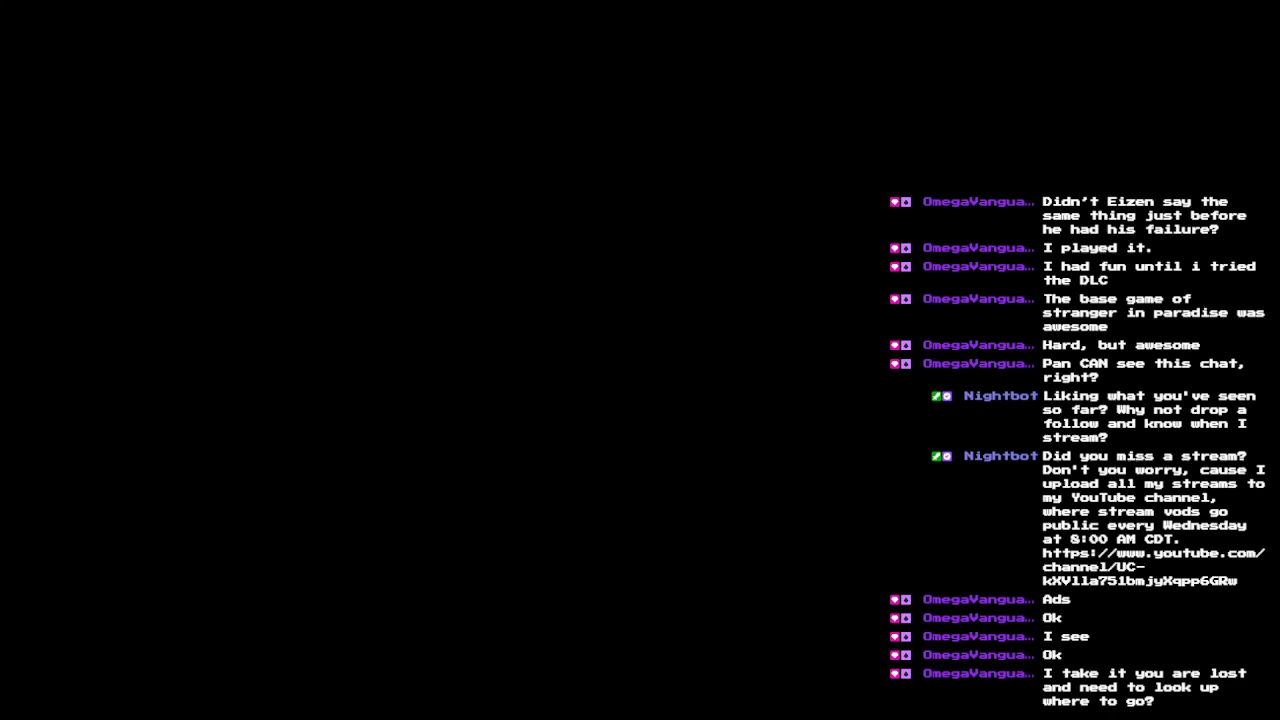 OmegaVangua... Didn't Eizen say the
same thing just before
he had his failure?
OmegaVangua... I played it.
OmegaVangua... I had fun until i tried
the DLC
OmegaVangua... The base game of
stranger in paradise was
awesome
OmegaVangua... Hard, but awesome
OmegaVangua... Pan CAN see this chat,
right?
Nightbot Liking what you've seen
so far? Why not drop a
follow and know when I
stream?
Nightbot Did you miss a stream?
Don't you worry, cause I
upload all my streams to
my YouTube channel,
where stream vods go
public every Wednesday
at 8:00 AM CDT.
https://www.youtube.com/
channel/UC-
kXVlla751bmjyXqpp6GRw
OmegaVangua... Ads
OmegaVangua... Ok
OmegaVangua... I see
OmegaVangua... Ok
OmegaVangua... I take it you are lost
and need to look up
where to go?